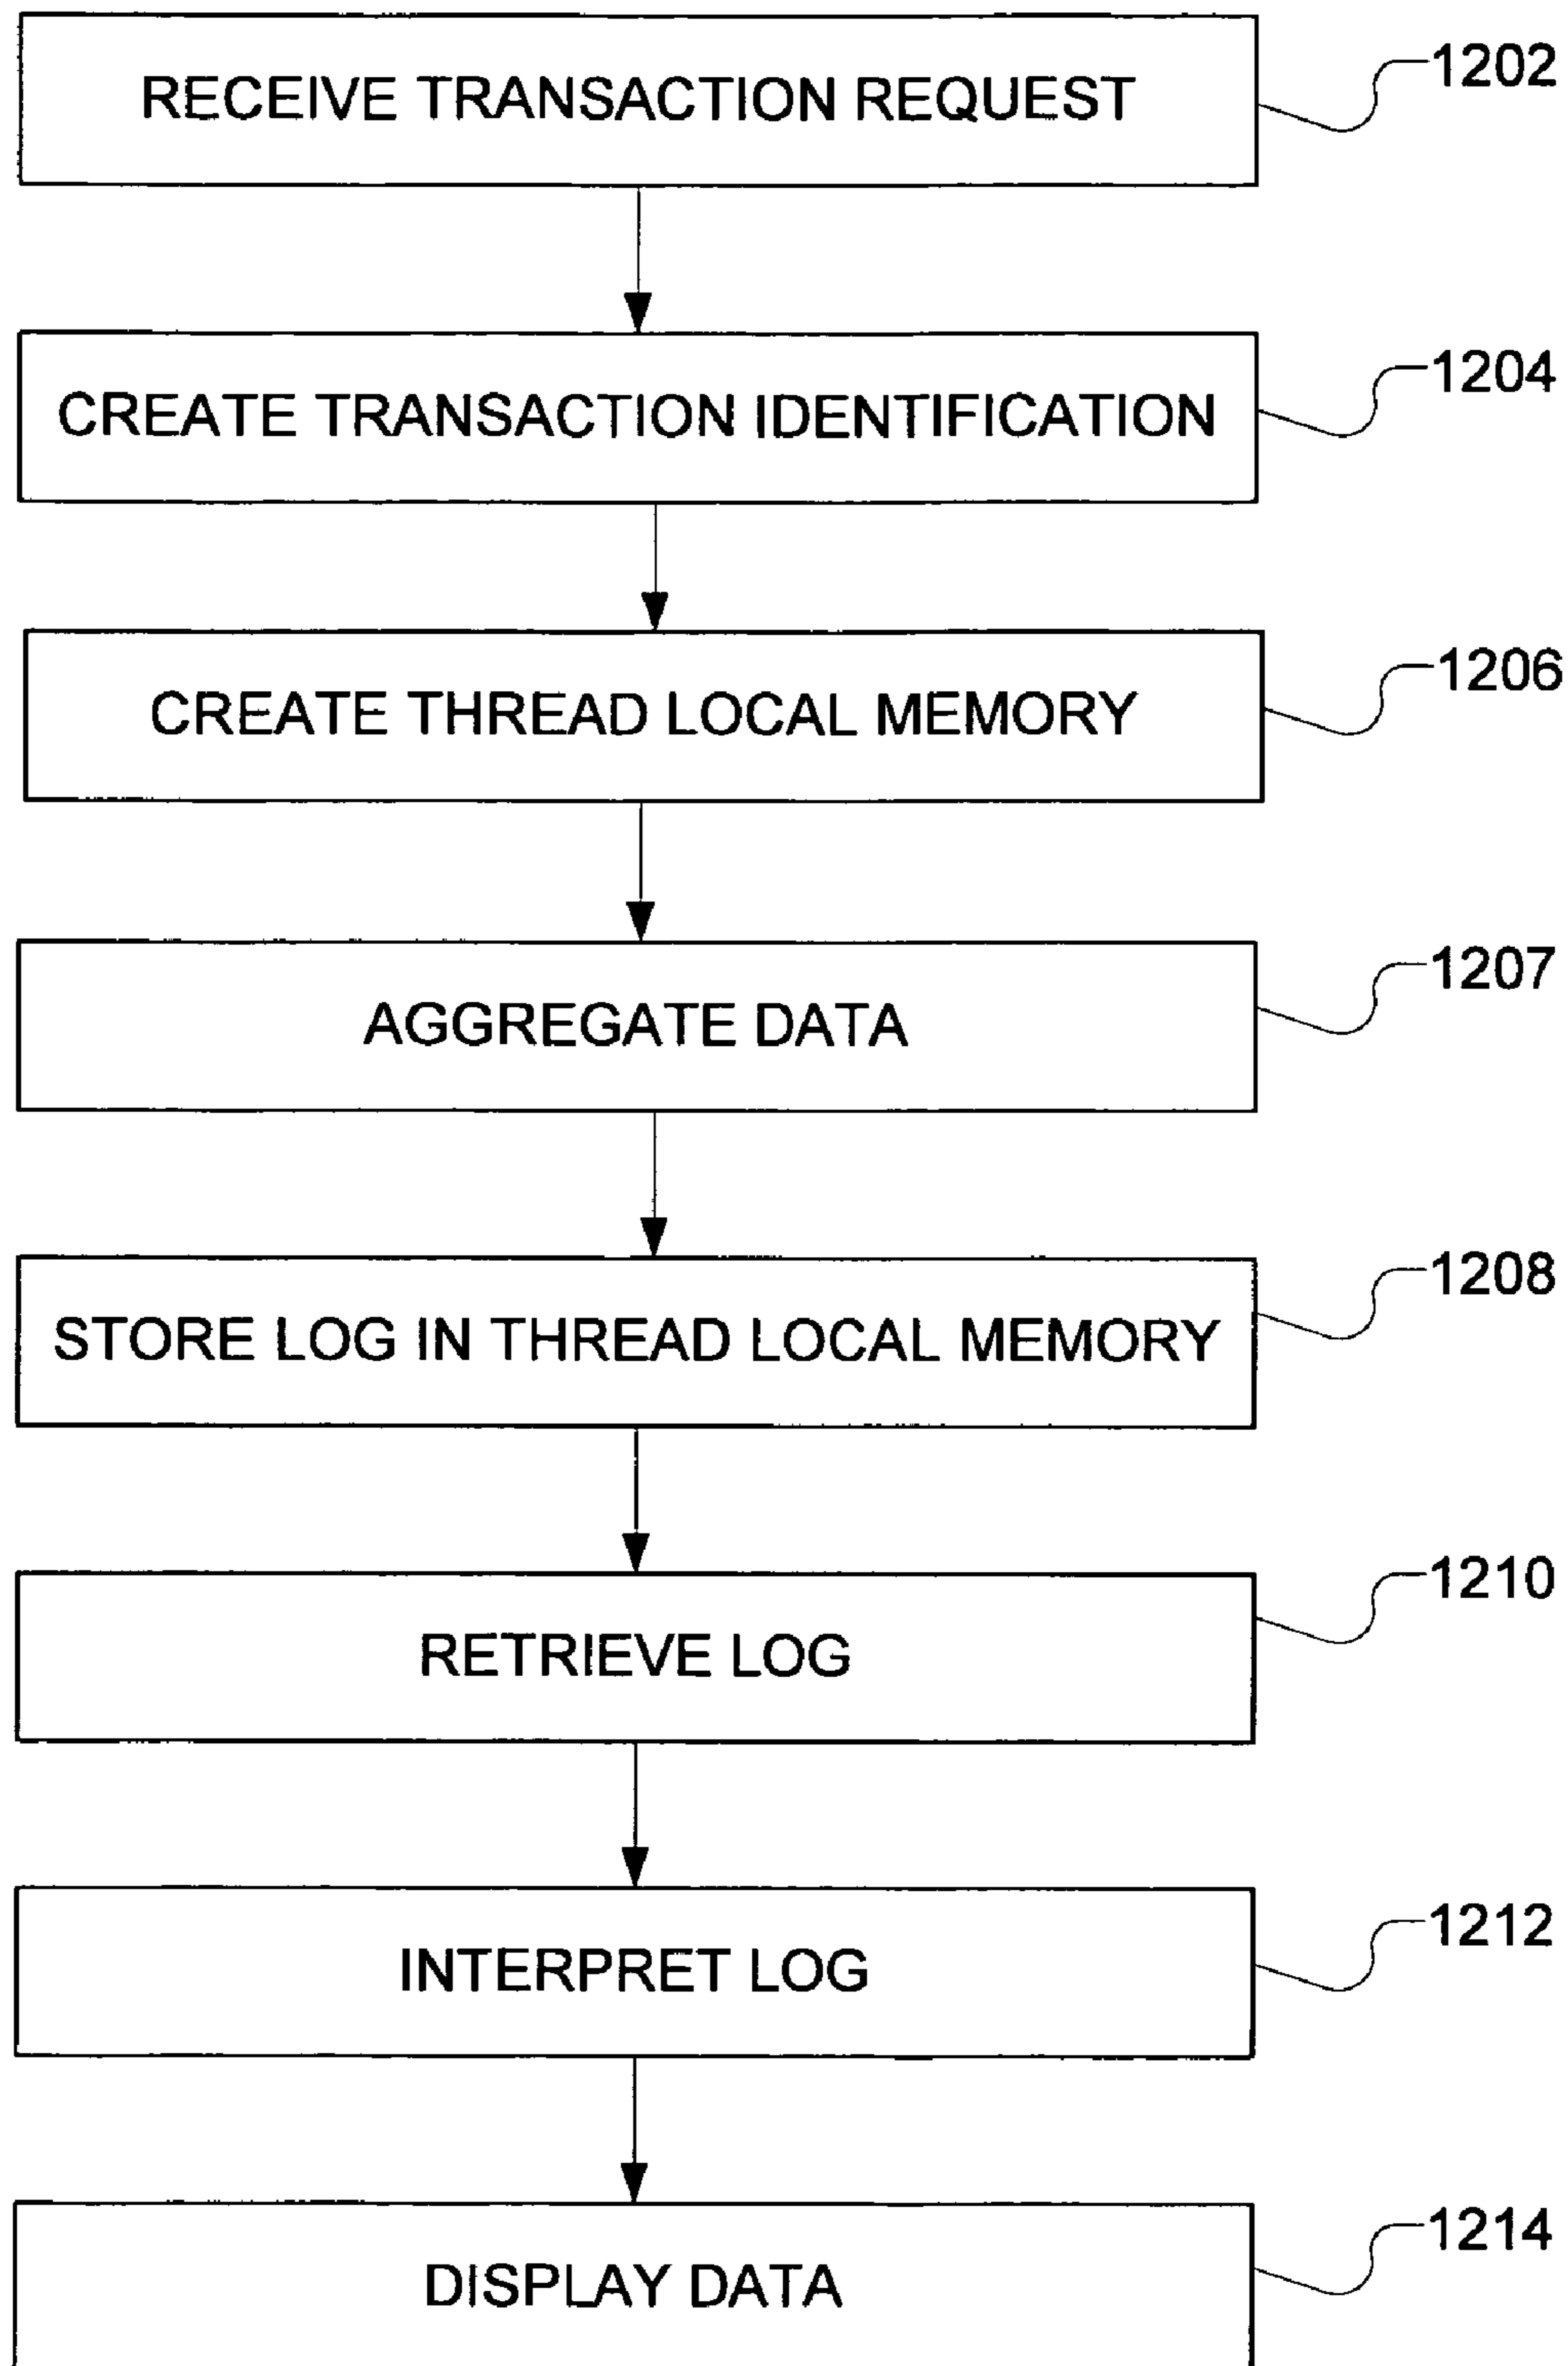 RECEIVE TRANSACTION REQUEST
1202
CREATE TRANSACTION IDENTIFICATION
1204
CREATE THREAD LOCAL MEMORY
1206
AGGREGATE DATA
1207
STORE LOG IN THREAD LOCAL MEMORY
1208
RETRIEVE LOG
1210
INTERPRET LOG
1212
DISPLAY DATA
1214